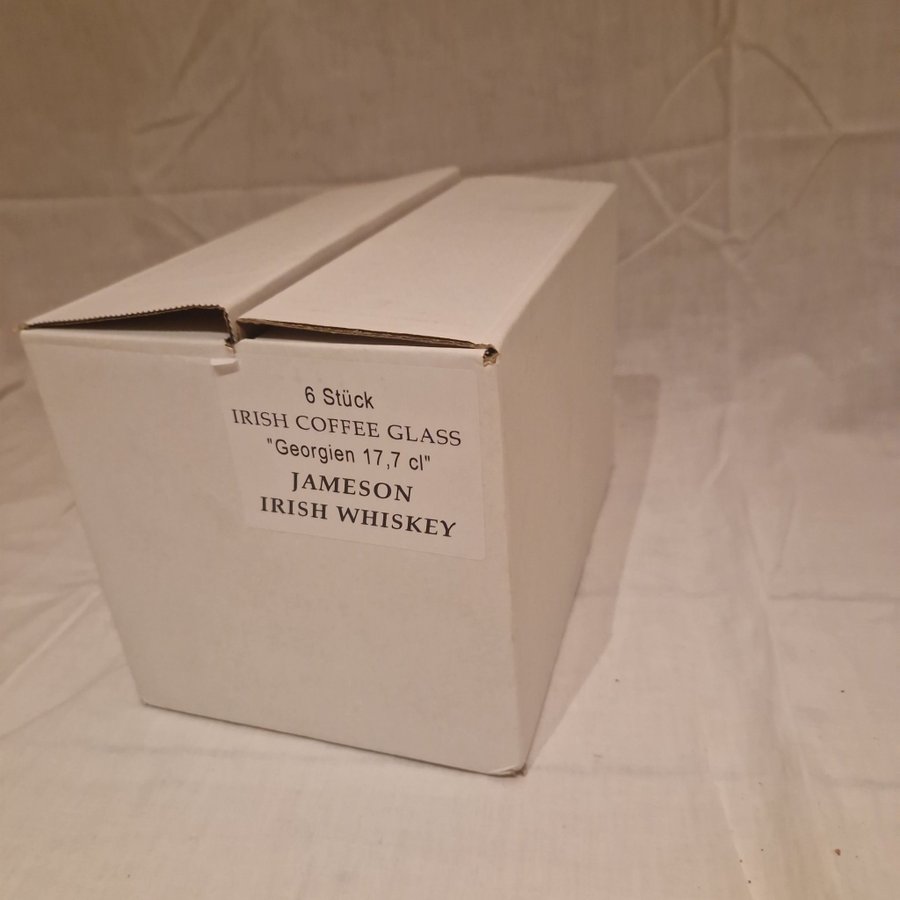 6 Stück
IRISH COFFEE GLASS
"Georgien 17,7 cl"
JAMESON
IRISH WHISKEY